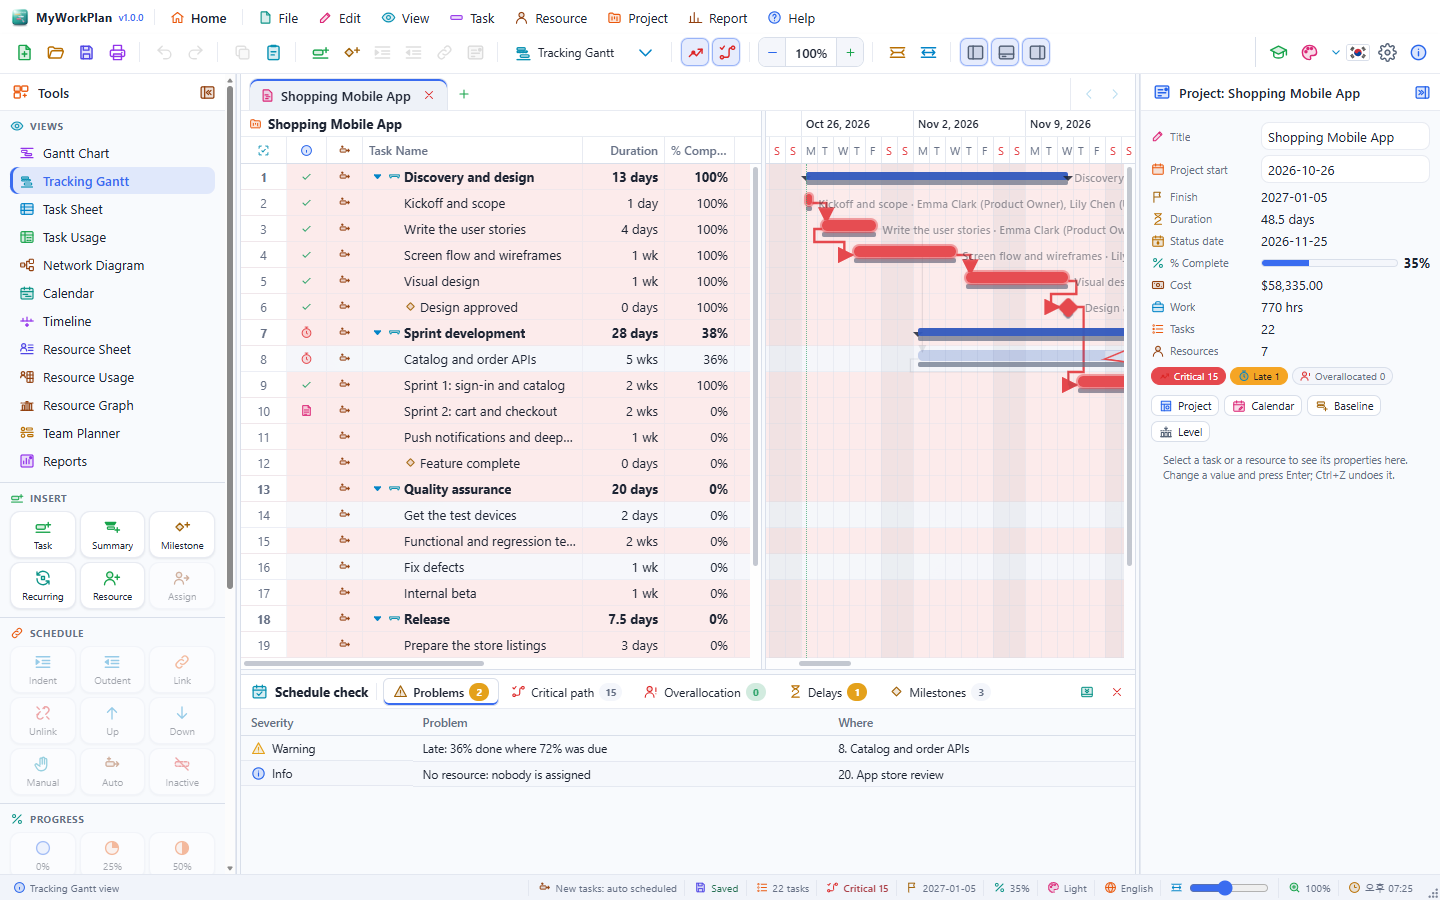 MyWorkPlan v1.0.0 Home File Edit View Task Resource Project Report Help
Tracking Gantt 100%
Tools
VIEWS
Gantt Chart
Tracking Gantt
Task Sheet
Task Usage
Network Diagram
Calendar
Timeline
Resource Sheet
Resource Usage
Resource Graph
Team Planner
Reports
INSERT
Task Summary Milestone
Recurring Resource Assign
SCHEDULE
Indent Outdent Link
Unlink Up Down
Manual Auto Inactive
PROGRESS
0% 25% 50%
Shopping Mobile App
Shopping Mobile App
Task Name Duration % Comp...
1 Discovery and design 13 days 100%
2 Kickoff and scope 1 day 100%
3 Write the user stories 4 days 100%
4 Screen flow and wireframes 1 wk 100%
5 Visual design 1 wk 100%
6 Design approved 0 days 100%
7 Sprint development 28 days 38%
8 Catalog and order APIs 5 wks 36%
9 Sprint 1: sign-in and catalog 2 wks 100%
10 Sprint 2: cart and checkout 2 wks 0%
11 Push notifications and deep... 1 wk 0%
12 Feature complete 0 days 0%
13 Quality assurance 20 days 0%
14 Get the test devices 2 days 0%
15 Functional and regression te... 2 wks 0%
16 Fix defects 1 wk 0%
17 Internal beta 1 wk 0%
18 Release 7.5 days 0%
19 Prepare the store listings 3 days 0%
Oct 26, 2026 Nov 2, 2026 Nov 9, 2026
S S M T W T F S S M T W T F S S M T W T F S S
Discovery
Kickoff and scope · Emma Clark (Product Owner), Lily Chen (
Write the user stories · Emma Clark (Product Ow
Screen flow and wireframes · Lily
Visual des
Design
Schedule check Problems 2 Critical path 15 Overallocation 0 Delays 1 Milestones 3
Severity Problem Where
Warning Late: 36% done where 72% was due 8. Catalog and order APIs
Info No resource: nobody is assigned 20. App store review
Project: Shopping Mobile App
Title Shopping Mobile App
Project start 2026-10-26
Finish 2027-01-05
Duration 48.5 days
Status date 2026-11-25
% Complete 35%
Cost $58,335.00
Work 770 hrs
Tasks 22
Resources 7
Critical 15 Late 1 Overallocated 0
Project Calendar Baseline
Level
Select a task or a resource to see its properties here.
Change a value and press Enter; Ctrl+Z undoes it.
Tracking Gantt view New tasks: auto scheduled Saved 22 tasks Critical 15 2027-01-05 35% Light English 100% 오후 07:25